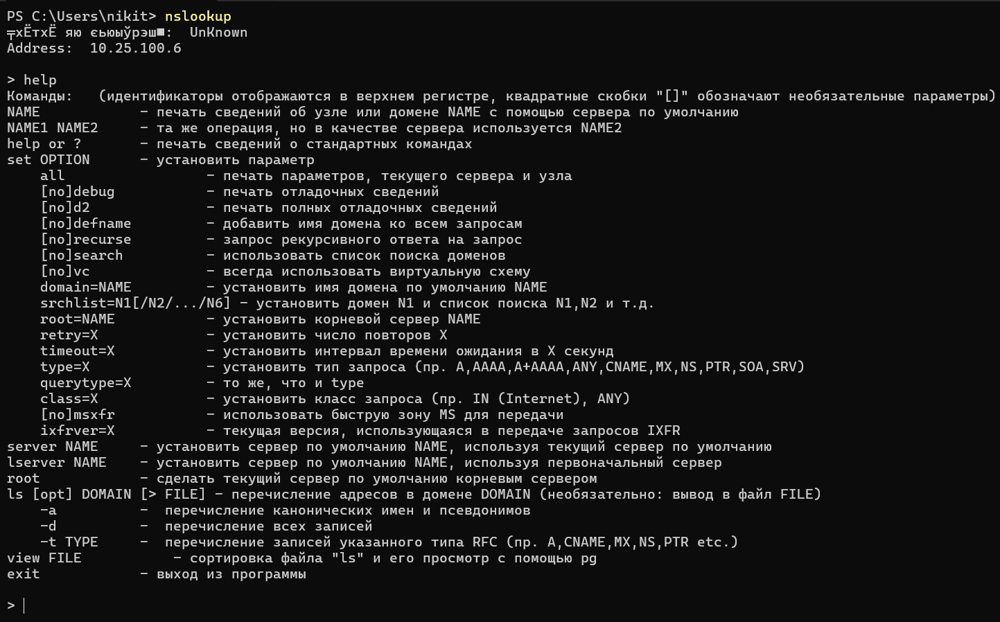 PS C:\Users\nikit> nslookup
╤хЁтхЁ яю єьюыўрэш■:  UnKnown
Address:  10.25.100.6
> help
Команды:   (идентификаторы отображаются в верхнем регистре, квадратные скобки "[]" обозначают необязательные параметры)
NAME            - печать сведений об узле или домене NAME с помощью сервера по умолчанию
NAME1 NAME2     - та же операция, но в качестве сервера используется NAME2
help or ?       - печать сведений о стандартных командах
set OPTION      - установить параметр
    all                 - печать параметров, текущего сервера и узла
    [no]debug           - печать отладочных сведений
    [no]d2              - печать полных отладочных сведений
    [no]defname         - добавить имя домена ко всем запросам
    [no]recurse         - запрос рекурсивного ответа на запрос
    [no]search          - использовать список поиска доменов
    [no]vc              - всегда использовать виртуальную схему
    domain=NAME         - установить имя домена по умолчанию NAME
    srchlist=N1[/N2/.../N6] - установить домен N1 и список поиска N1,N2 и т.д.
    root=NAME           - установить корневой сервер NAME
    retry=X             - установить число повторов X
    timeout=X           - установить интервал времени ожидания в X секунд
    type=X              - установить тип запроса (пр. A,AAAA,A+AAAA,ANY,CNAME,MX,NS,PTR,SOA,SRV)
    querytype=X         - то же, что и type
    class=X             - установить класс запроса (пр. IN (Internet), ANY)
    [no]msxfr           - использовать быструю зону MS для передачи
    ixfrver=X           - текущая версия, использующаяся в передаче запросов IXFR
server NAME     - установить сервер по умолчанию NAME, используя текущий сервер по умолчанию
lserver NAME    - установить сервер по умолчанию NAME, используя первоначальный сервер
root            - сделать текущий сервер по умолчанию корневым сервером
ls [opt] DOMAIN [> FILE] - перечисление адресов в домене DOMAIN (необязательно: вывод в файл FILE)
    -a          -  перечисление канонических имен и псевдонимов
    -d          -  перечисление всех записей
    -t TYPE     -  перечисление записей указанного типа RFC (пр. A,CNAME,MX,NS,PTR etc.)
view FILE           - сортировка файла "ls" и его просмотр с помощью pg
exit            - выход из программы
>